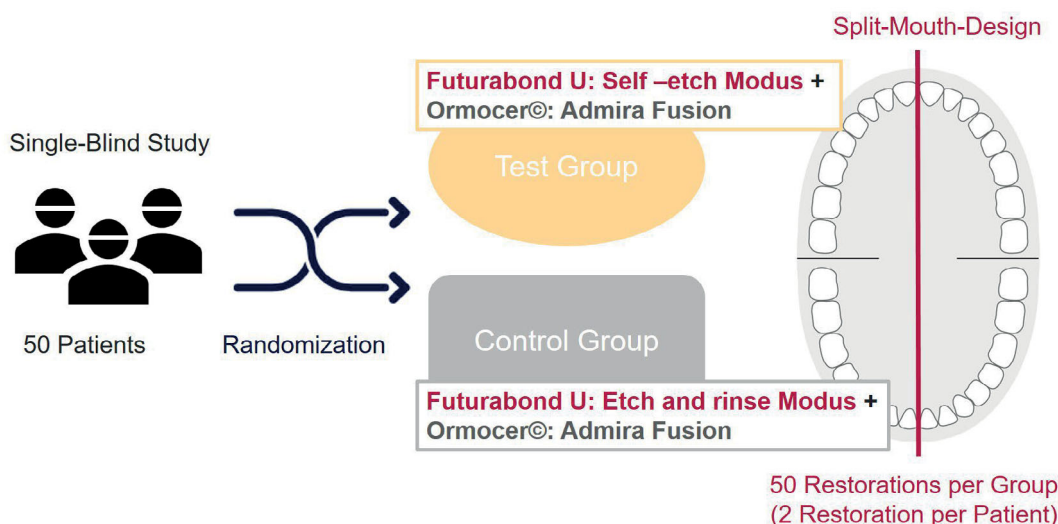 Split-Mouth-Design
Futurabond U: Self –etch Modus +
Ormocer©: Admira Fusion
Single-Blind Study
Test Group
50 Patients
Randomization
Control Group
Futurabond U: Etch and rinse Modus +
Ormocer©: Admira Fusion
50 Restorations per Group
(2 Restoration per Patient)